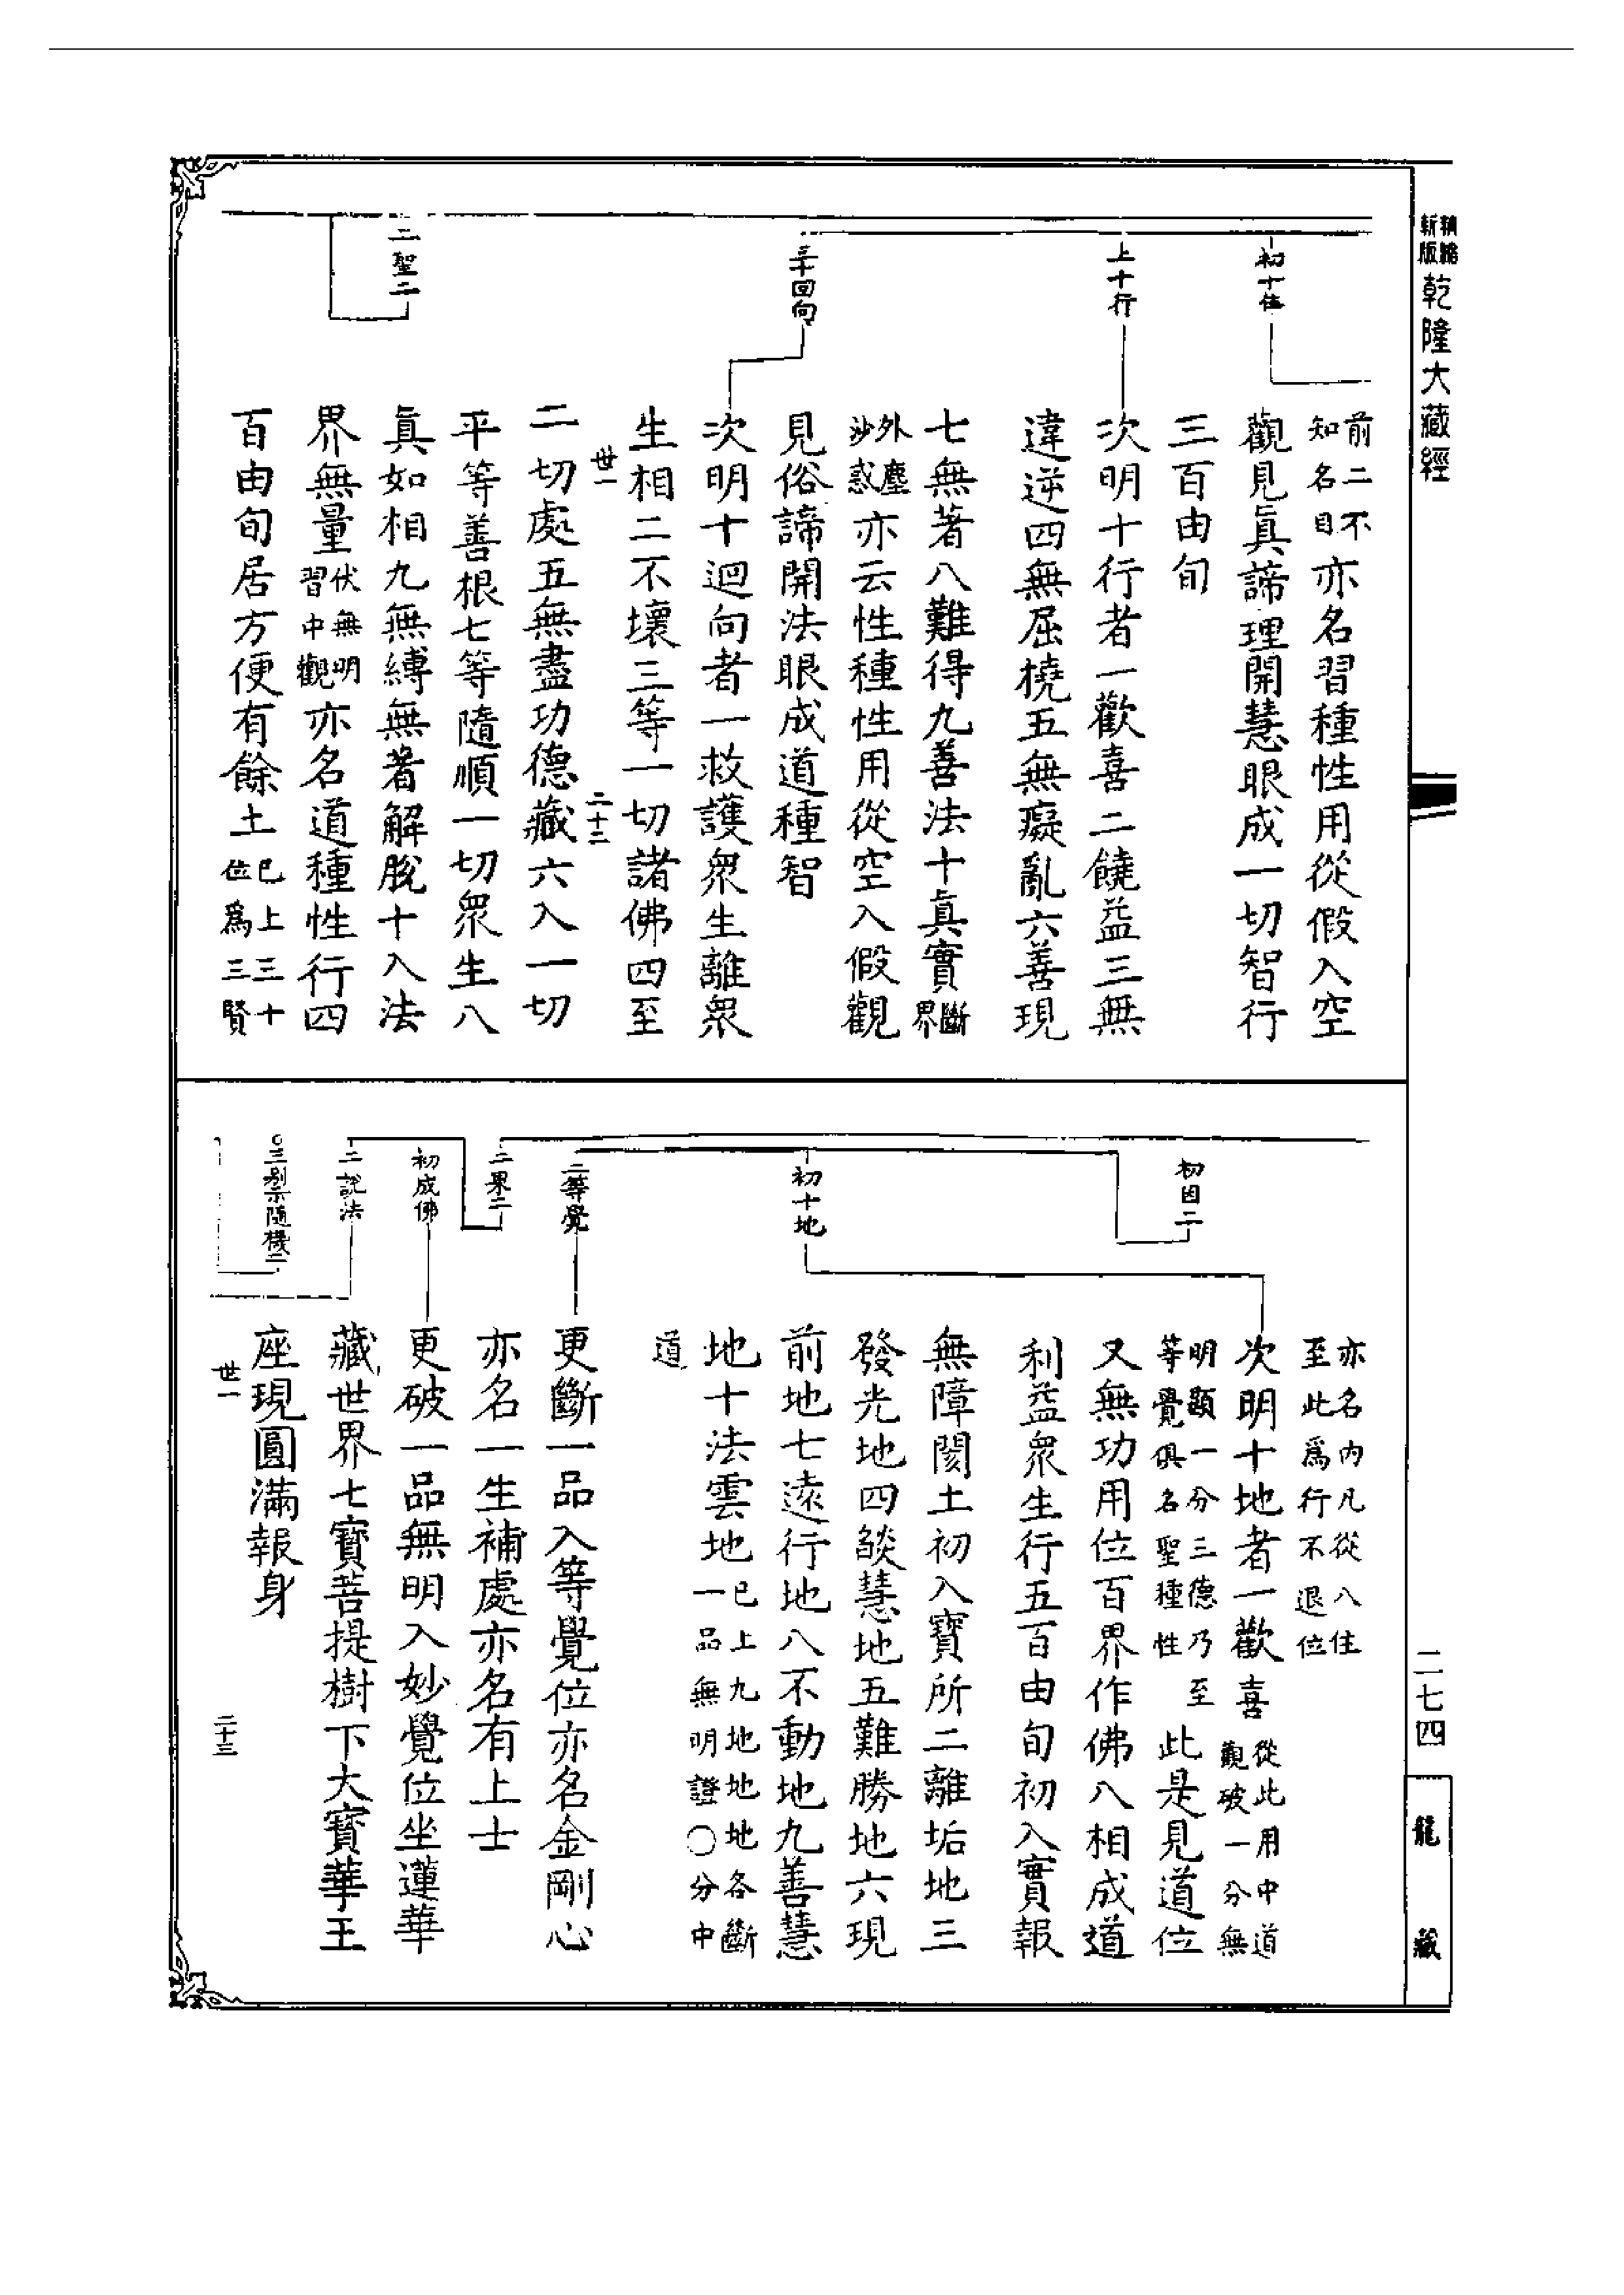 新版
乾隆大藏經
初十住
前二不
知名目
亦名習種性用從假入空
觀見真諦理開慧眼成一切智行
三百由旬
上十行
次明十行者一歡喜二饒益三無
違逆四無屈橈五無癡亂六善現
七無著八難得九善法十真實
斷
界
外塵
沙惑
亦云性種性用從空入假觀
見俗諦開法眼成道種智
三十回向
次明十迴向者一救護眾生離眾
生相二不壞三等一切諸佛四至
世一
二十二
一切處五無盡功德藏六入一切
平等善根七等隨順一切眾生八
真如相九無縛無著解脫十入法
二聖二
界無量
伏無明
習中觀
亦名道種性行四
百由旬居方便有餘土
已上三十
位為三賢
亦名內凡從八住
至此為行不退位
初因二
初十地
次明十地者一歡喜
從此用中道
觀破一分無
明顯一分三德乃至
等覺俱名聖種性
此是見道位
又無功用位百界作佛八相成道
利益眾生行五百由旬初入實報
無障閡土初入寶所二離垢地三
發光地四燄慧地五難勝地六現
前地七遠行地八不動地九善慧
地十法雲地
已上九地地地各斷
一品無明證〇分中
道
二等覺
更斷一品入等覺位亦名金剛心
亦名一生補處亦名有上士
二果二
初成佛
更破一品無明入妙覺位坐蓮華
藏世界七寶菩提樹下大寶華王
座現圓滿報身
二說法
〇三別示隨機二
世一
二十三
二七四
龍藏